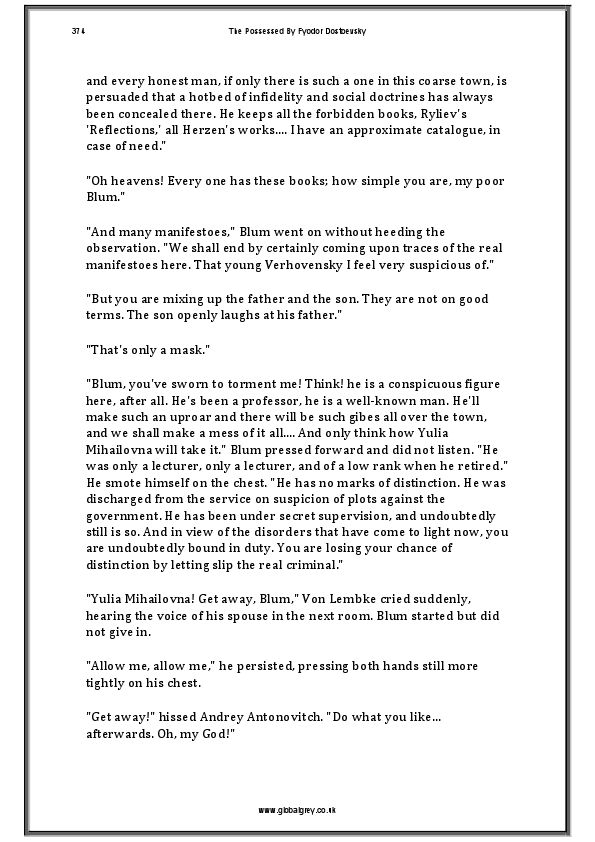 374
The Possessed By Fyodor Dostoevsky
and every honest man, if only there is such a one in this coarse town, is
persuaded that a hotbed of infidelity and social doctrines has always
been concealed there. He keeps all the forbidden books, Ryliev's
'Reflections,' all Herzen's works.... I have an approximate catalogue, in
case of need."
"Oh heavens! Every one has these books; how simple you are, my poor
Blum."
"And many manifestoes," Blum went on without heeding the
observation. "We shall end by certainly coming upon traces of the real
manifestoes here. That young Verhovensky I feel very suspicious of."
"But you are mixing up the father and the son. They are not on good
terms. The son openly laughs at his father."
"That's only a mask."
"Blum, you've sworn to torment me! Think! he is a conspicuous figure
here, after all. He's been a professor, he is a well-known man. He'll
make such an uproar and there will be such gibes all over the town,
and we shall make a mess of it all.... And only think how Yulia
Mihailovna will take it." Blum pressed forward and did not listen. "He
was only a lecturer, only a lecturer, and of a low rank when he retired."
He smote himself on the chest. "He has no marks of distinction. He was
discharged from the service on suspicion of plots against the
government. He has been under secret supervision, and undoubtedly
still is so. And in view of the disorders that have come to light now, you
are undoubtedly bound in duty. You are losing your chance of
distinction by letting slip the real criminal."
"Yulia Mihailovna! Get away, Blum," Von Lembke cried suddenly,
hearing the voice of his spouse in the next room. Blum started but did
not give in.
"Allow me, allow me," he persisted, pressing both hands still more
tightly on his chest.
"Get away!" hissed Andrey Antonovitch. "Do what you like...
afterwards. Oh, my God!"
www.globalgrey.co.uk